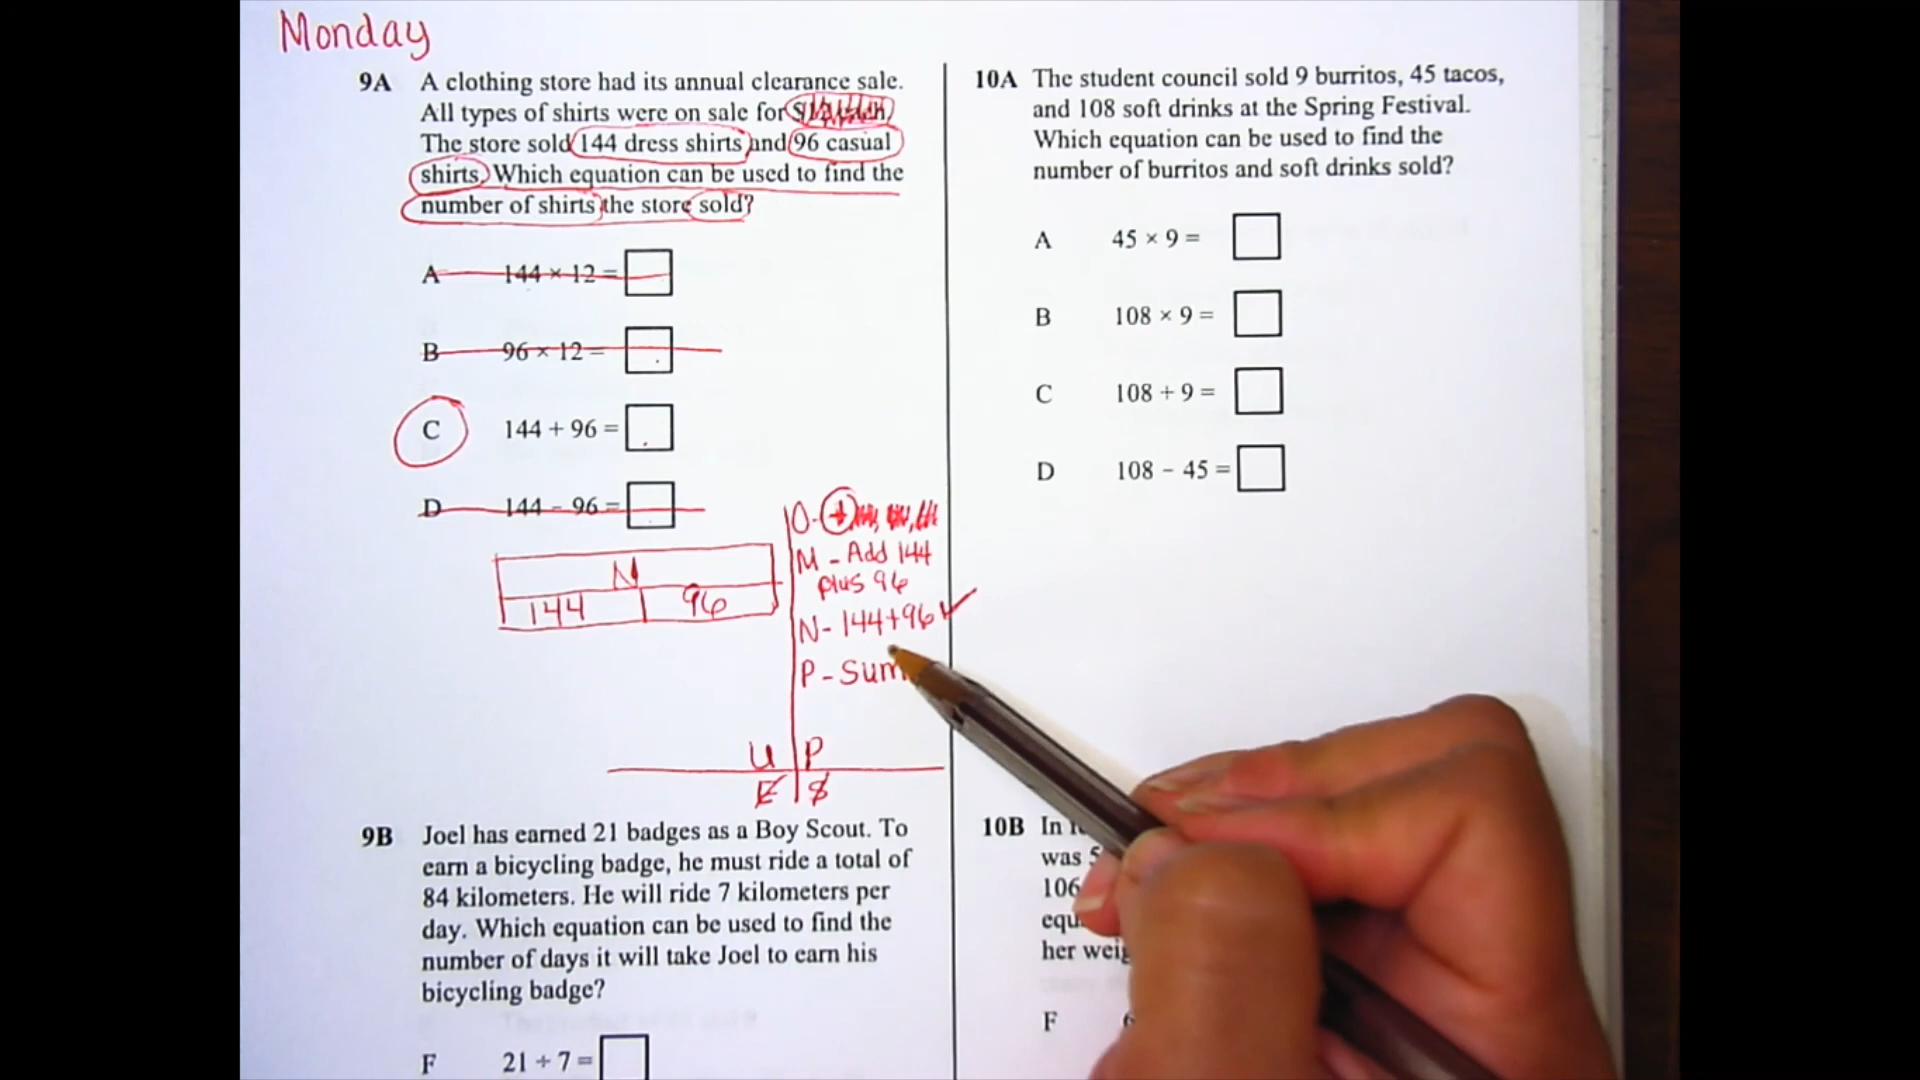 Monday
9A A clothing store had its annual clearance sale.
All types of shirts were on sale for
The store sold 144 dress shirts and 96 casual
shirts. Which equation can be used to find the
number of shirts the store sold?
A 144 × 12 =
B 96 × 12 =
C 144 + 96 =
D 144 − 96 =
N
144 96
O - +
M - Add 144
plus 96
N - 144+96 ✓
P - Sum
U P
E S
9B Joel has earned 21 badges as a Boy Scout. To
earn a bicycling badge, he must ride a total of
84 kilometers. He will ride 7 kilometers per
day. Which equation can be used to find the
number of days it will take Joel to earn his
bicycling badge?
F 21 ÷ 7 =
10A The student council sold 9 burritos, 45 tacos,
and 108 soft drinks at the Spring Festival.
Which equation can be used to find the
number of burritos and soft drinks sold?
A 45 × 9 =
B 108 × 9 =
C 108 + 9 =
D 108 − 45 =
10B In
was 5
106
her
F